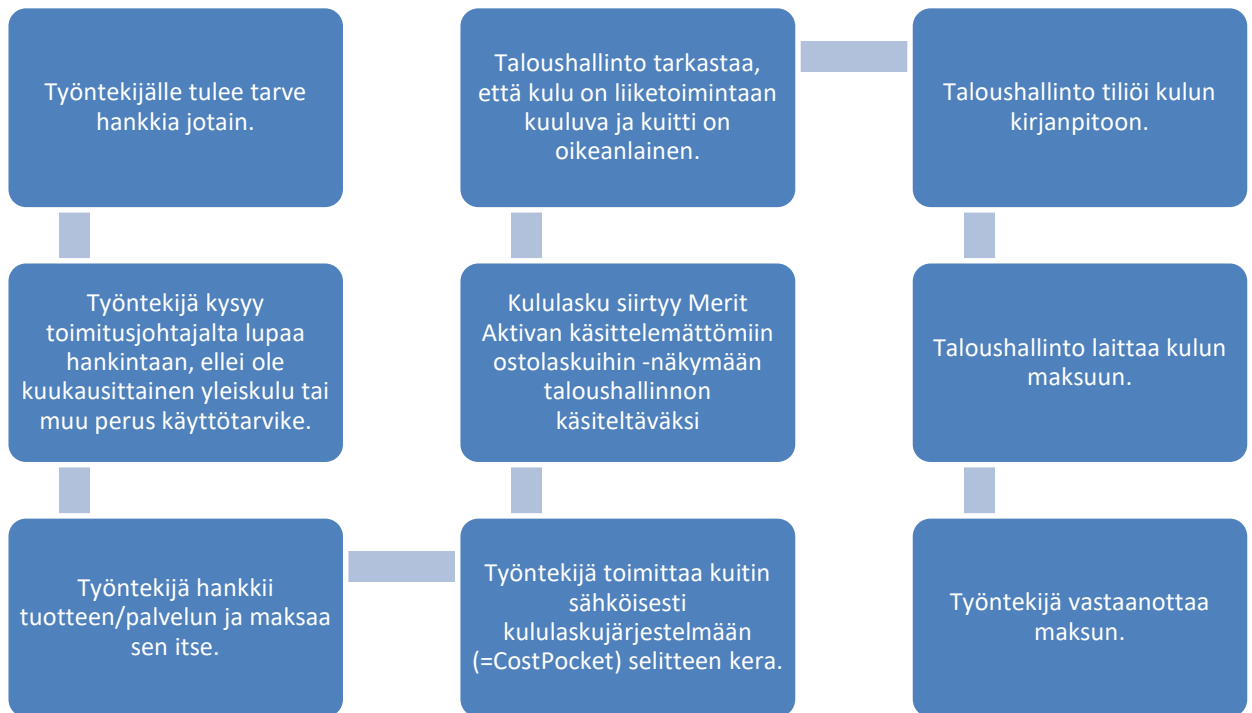 Työntekijälle tulee tarve
hankkia jotain.
Työntekijä kysyy
toimitusjohtajalta lupaa
hankintaan, ellei ole
kuukausittainen yleiskulu tai
muu perus käyttötarvike.
Työntekijä hankkii
tuotteen/palvelun ja maksaa
sen itse.
Työntekijä toimittaa kuitin
sähköisesti
kululaskujärjestelmään
(=CostPocket) selitteen kera.
Kululasku siirtyy Merit
Aktivan käsittelemättömiin
ostolaskuihin -näkymään
taloushallinnon
käsiteltäväksi
Taloushallinto tarkastaa,
että kulu on liiketoimintaan
kuuluva ja kuitti on
oikeanlainen.
Taloushallinto tiliöi kulun
kirjanpitoon.
Taloushallinto laittaa kulun
maksuun.
Työntekijä vastaanottaa
maksun.